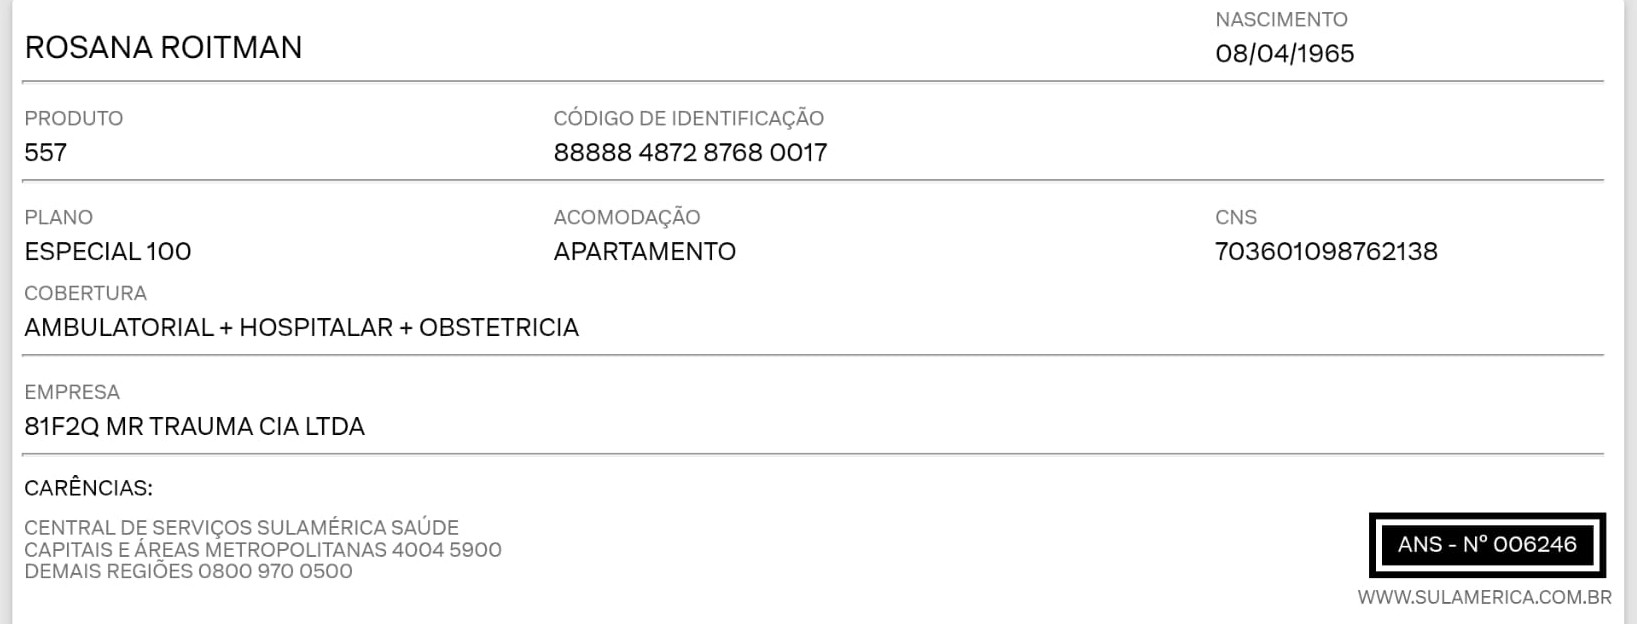 ROSANA ROITMAN
NASCIMENTO
08/04/1965
PRODUTO
557
CÓDIGO DE IDENTIFICAÇÃO
88888 4872 8768 0017
PLANO
ESPECIAL 100
ACOMODAÇÃO
APARTAMENTO
CNS
703601098762138
COBERTURA
AMBULATORIAL + HOSPITALAR + OBSTETRICIA
EMPRESA
81F2Q MR TRAUMA CIA LTDA
CARÊNCIAS:
CENTRAL DE SERVIÇOS SULAMÉRICA SAÚDE
CAPITAIS E ÁREAS METROPOLITANAS 4004 5900
DEMAIS REGIÕES 0800 970 0500
ANS - Nº 006246
WWW.SULAMERICA.COM.BR